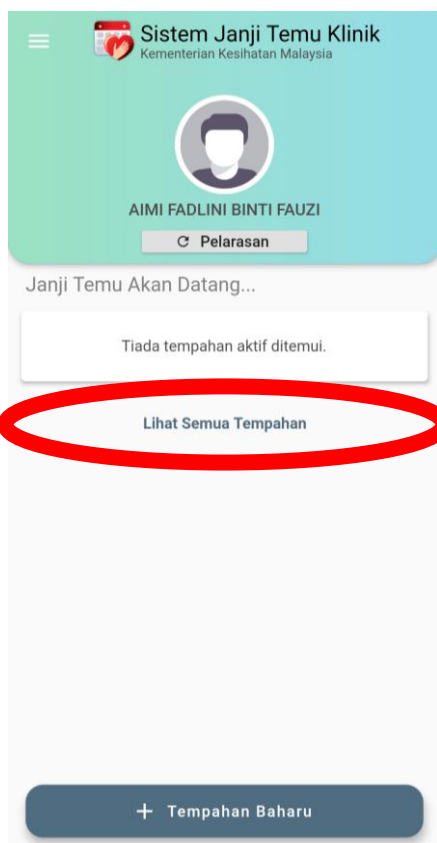 Sistem Janji Temu Klinik
Kementerian Kesihatan Malaysia
AIMI FADLINI BINTI FAUZI
Pelarasan
Janji Temu Akan Datang...
Tiada tempahan aktif ditemui.
Lihat Semua Tempahan
+ Tempahan Baharu